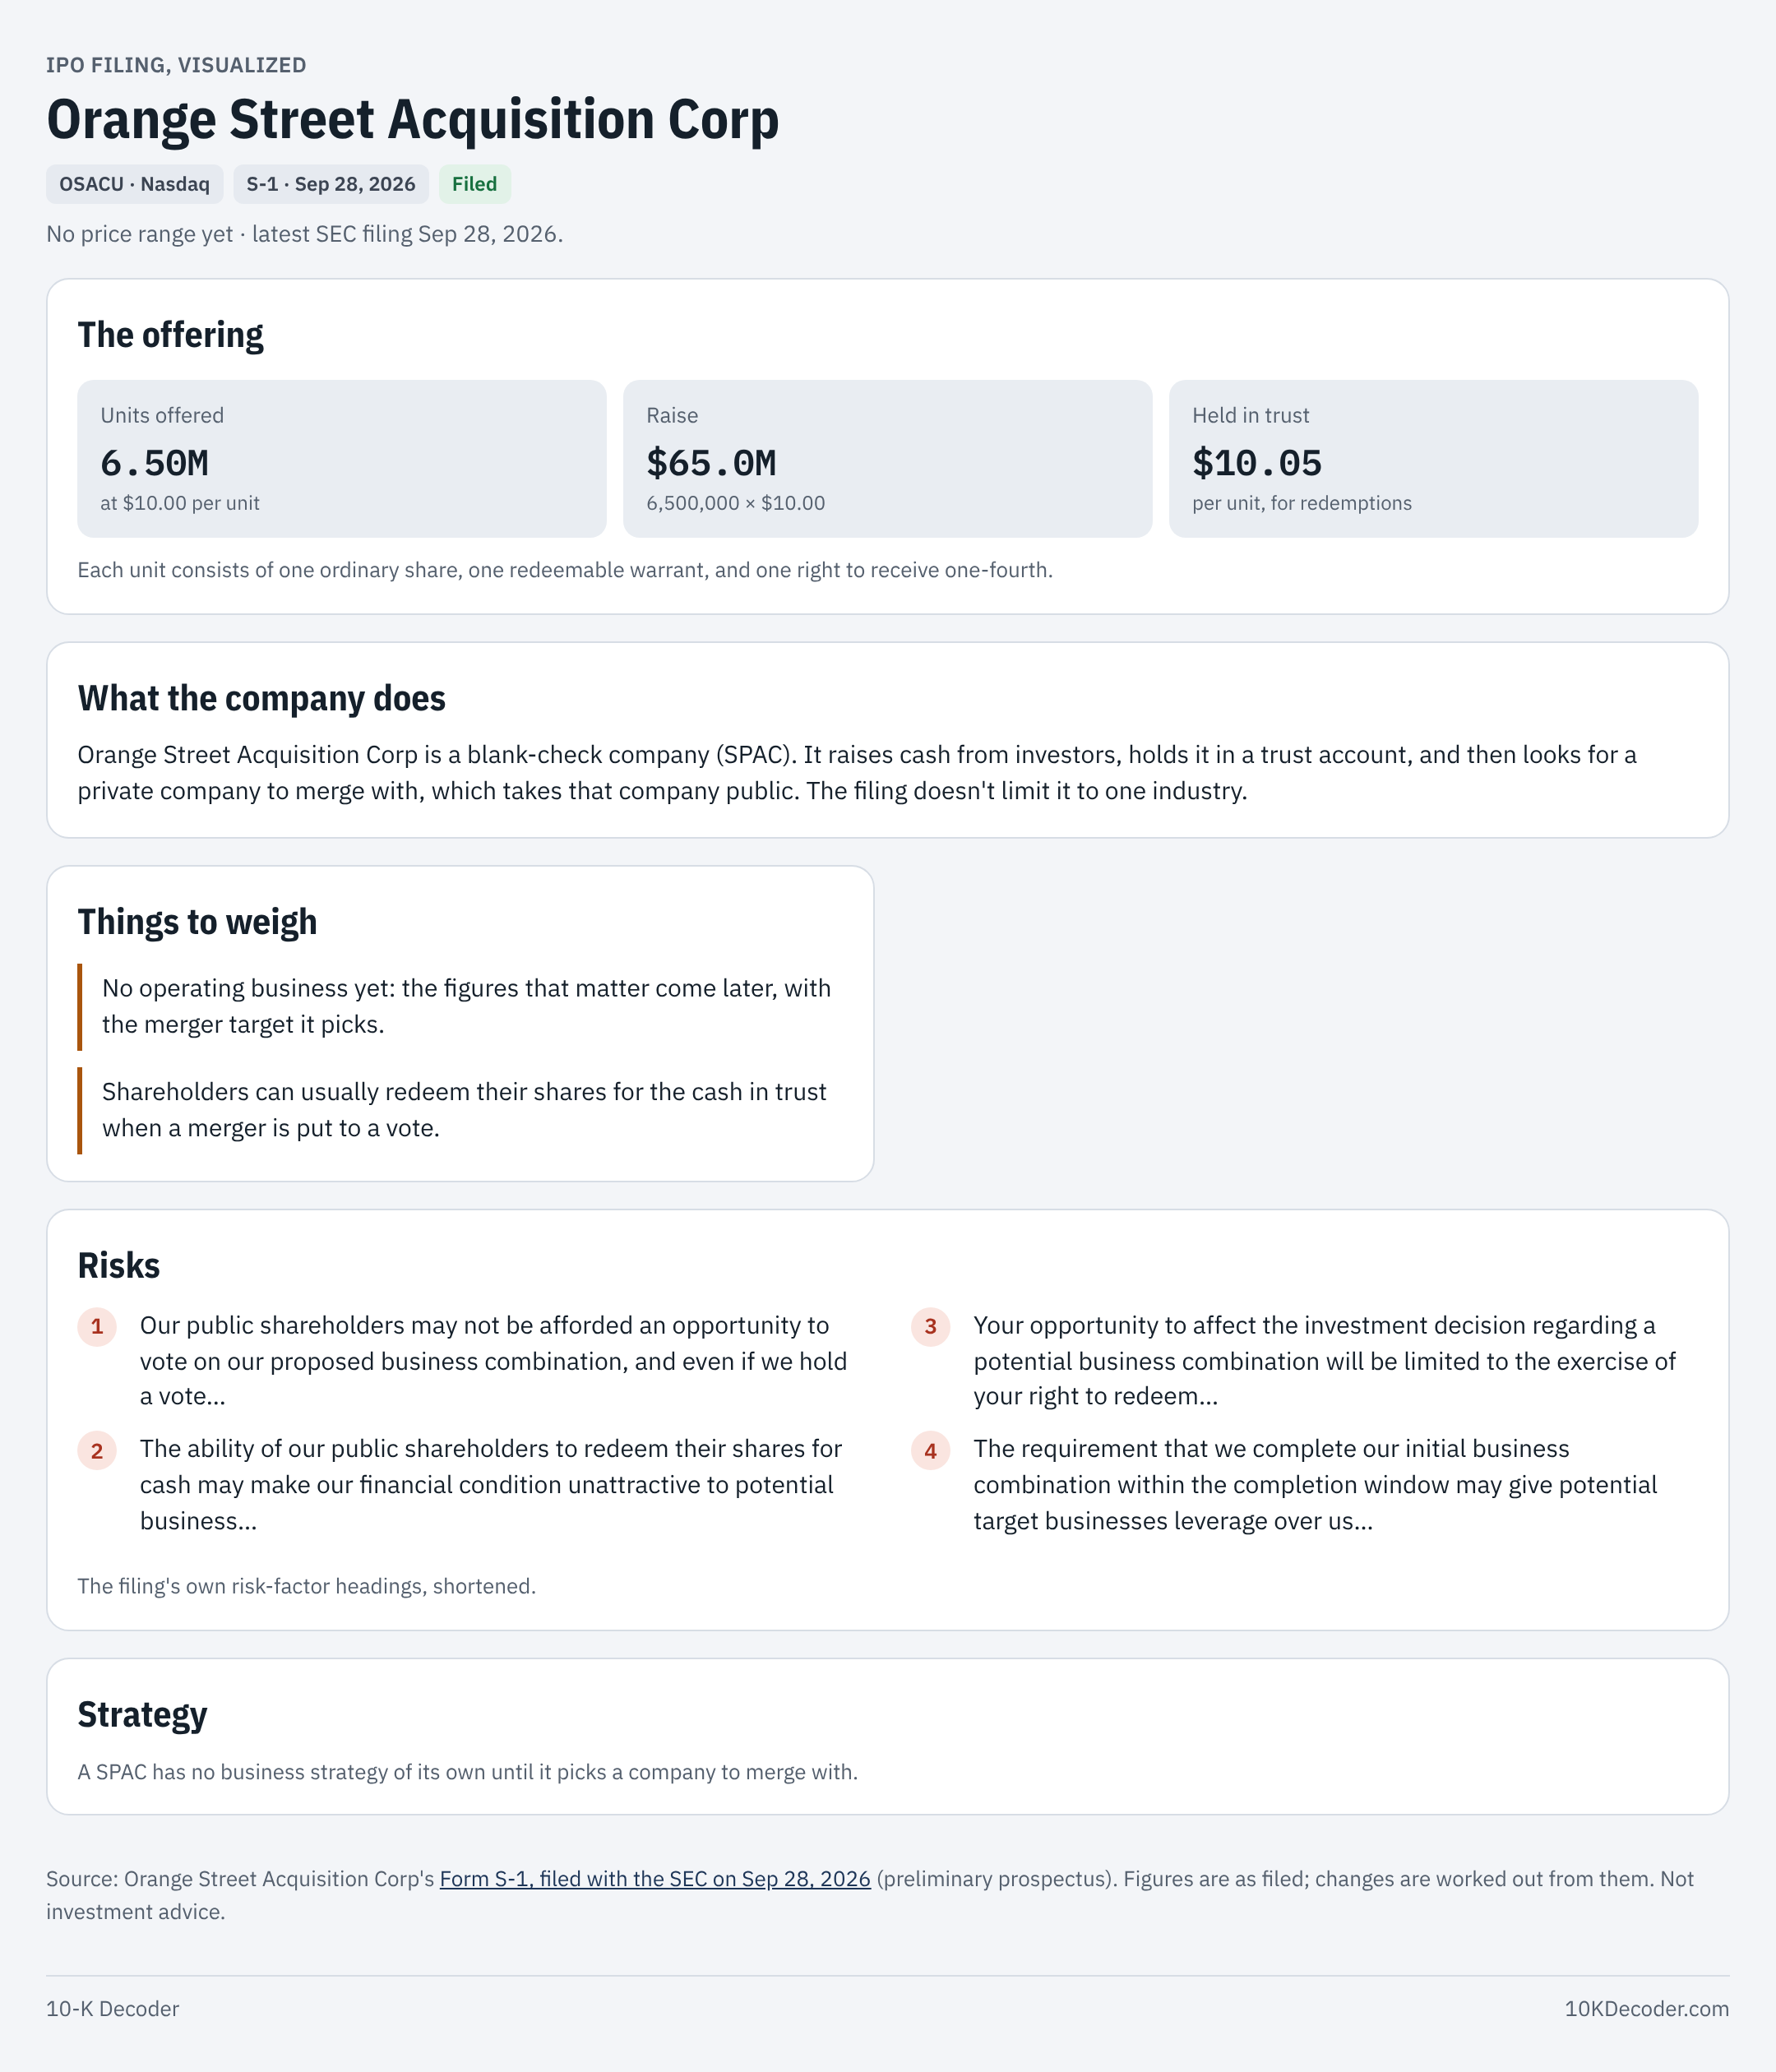 IPO FILING, VISUALIZED
Orange Street Acquisition Corp
OSACU · Nasdaq
S-1 · Sep 28, 2026
Filed
No price range yet · latest SEC filing Sep 28, 2026.
The offering
Units offered
6.50M
at $10.00 per unit
Raise
$65.0M
6,500,000 × $10.00
Held in trust
$10.05
per unit, for redemptions
Each unit consists of one ordinary share, one redeemable warrant, and one right to receive one-fourth.
What the company does
Orange Street Acquisition Corp is a blank-check company (SPAC). It raises cash from investors, holds it in a trust account, and then looks for a
private company to merge with, which takes that company public. The filing doesn't limit it to one industry.
Things to weigh
No operating business yet: the figures that matter come later, with
the merger target it picks.
Shareholders can usually redeem their shares for the cash in trust
when a merger is put to a vote.
Risks
1
Our public shareholders may not be afforded an opportunity to
vote on our proposed business combination, and even if we hold
a vote…
2
The ability of our public shareholders to redeem their shares for
cash may make our financial condition unattractive to potential
business…
3
Your opportunity to affect the investment decision regarding a
potential business combination will be limited to the exercise of
your right to redeem…
4
The requirement that we complete our initial business
combination within the completion window may give potential
target businesses leverage over us…
The filing's own risk-factor headings, shortened.
Strategy
A SPAC has no business strategy of its own until it picks a company to merge with.
Source: Orange Street Acquisition Corp's Form S-1, filed with the SEC on Sep 28, 2026 (preliminary prospectus). Figures are as filed; changes are worked out from them. Not
investment advice.
10-K Decoder
10KDecoder.com